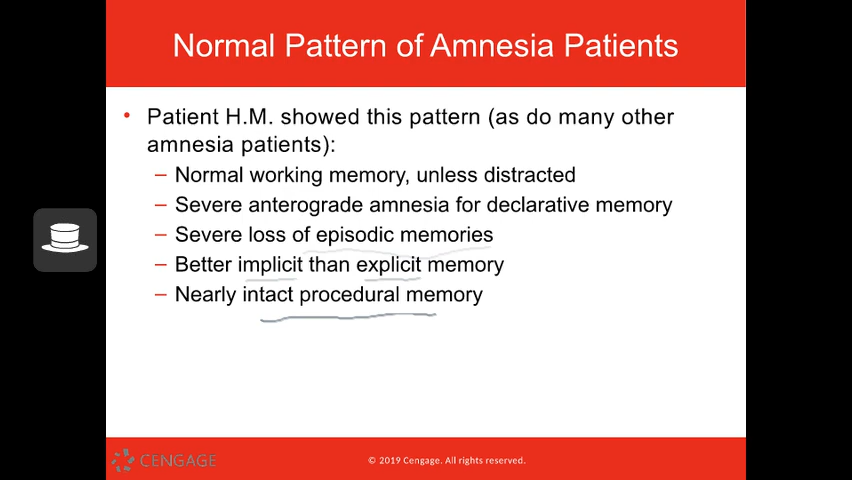 Normal Pattern of Amnesia Patients
• Patient H.M. showed this pattern (as do many other
amnesia patients):
– Normal working memory, unless distracted
– Severe anterograde amnesia for declarative memory
– Severe loss of episodic memories
– Better implicit than explicit memory
– Nearly intact procedural memory
CENGAGE
© 2019 Cengage. All rights reserved.